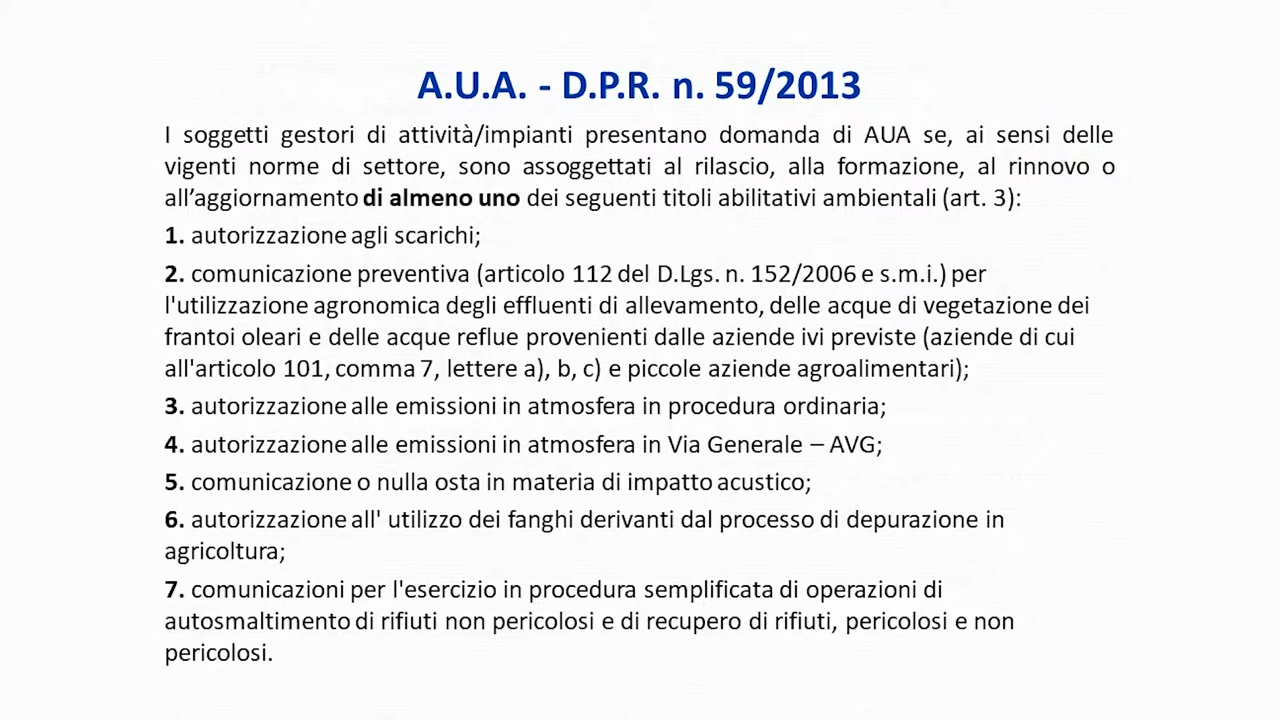 A.U.A. - D.P.R. n. 59/2013
I soggetti gestori di attività/impianti presentano domanda di AUA se, ai sensi delle
vigenti norme di settore, sono assoggettati al rilascio, alla formazione, al rinnovo o
all’aggiornamento di almeno uno dei seguenti titoli abilitativi ambientali (art. 3):
1. autorizzazione agli scarichi;
2. comunicazione preventiva (articolo 112 del D.Lgs. n. 152/2006 e s.m.i.) per
l'utilizzazione agronomica degli effluenti di allevamento, delle acque di vegetazione dei
frantoi oleari e delle acque reflue provenienti dalle aziende ivi previste (aziende di cui
all'articolo 101, comma 7, lettere a), b, c) e piccole aziende agroalimentari);
3. autorizzazione alle emissioni in atmosfera in procedura ordinaria;
4. autorizzazione alle emissioni in atmosfera in Via Generale – AVG;
5. comunicazione o nulla osta in materia di impatto acustico;
6. autorizzazione all' utilizzo dei fanghi derivanti dal processo di depurazione in
agricoltura;
7. comunicazioni per l'esercizio in procedura semplificata di operazioni di
autosmaltimento di rifiuti non pericolosi e di recupero di rifiuti, pericolosi e non
pericolosi.